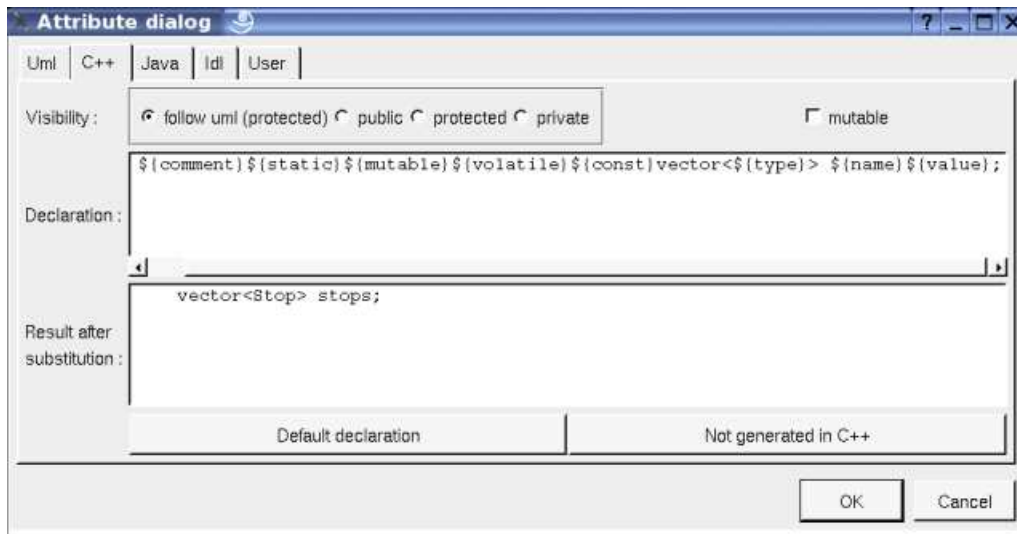 Attribute dialog
Uml C++ Java Idl User
Visibility : follow uml (protected) public protected private mutable
${comment}${static}${mutable}${volatile}${const}vector<${type}> ${name}${value};
Declaration :
vector<Stop> stops;
Result after
substitution :
Default declaration Not generated in C++
OK Cancel